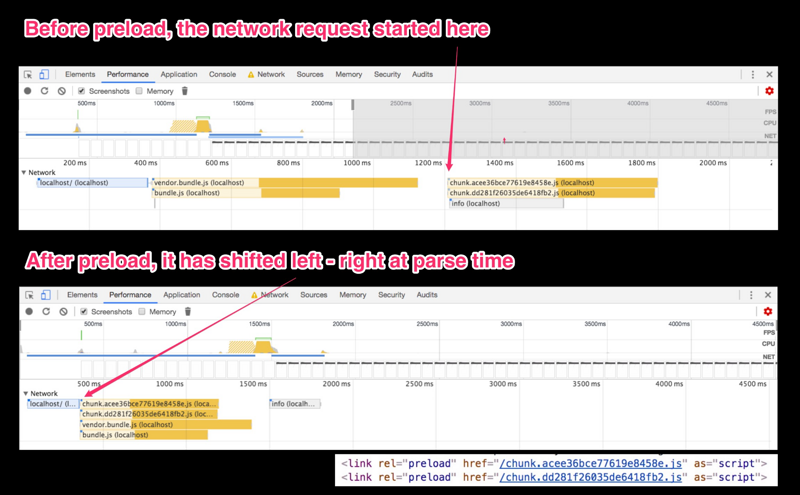 Before preload, the network request started here
Elements Performance Application Console Network Sources Memory Security Audits
Screenshots Memory
500ms 1000ms 1500ms 2000ms 2500ms 3000ms 3500ms 4000ms 4500ms
FPS
CPU
NET
200 ms 400 ms 600 ms 800 ms 1000 ms 1200 ms 1400 ms 1600 ms 1800 ms 2000 ms
Network
localhost/ (localhost) vendor.bundle.js (localhost) chunk.acee36bce77619e8458e.js (localhost)
bundle.js (localhost) chunk.dd281f26035de6418fb2.js (localhost)
info (localhost)
After preload, it has shifted left - right at parse time
Elements Performance Application Console Network Sources Memory Security Audits
Screenshots Memory
500ms 1000ms 1500ms 2000ms 2500ms 3000ms 3500ms 4000ms 4500ms
FPS
CPU
NET
500 ms 1000 ms 1500 ms 2000 ms 2500 ms 3000 ms 3500 ms 4000 ms 4500 ms
Network
localhost/ (l... chunk.acee36bce77619e8458e.js (loca... info (localh...
chunk.dd281f26035de6418fb2.js (loc...
vendor.bundle.js (localhost)
bundle.js (localhost)
<link rel="preload" href="/chunk.acee36bce77619e8458e.js" as="script">
<link rel="preload" href="/chunk.dd281f26035de6418fb2.js" as="script">